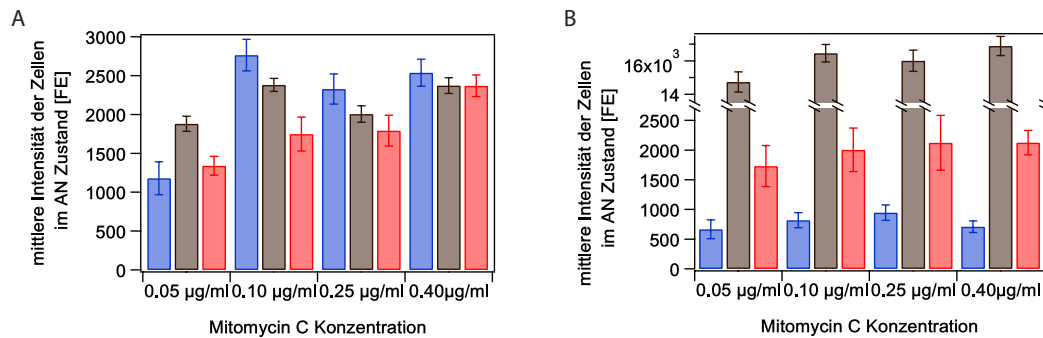 A
mittlere Intensität der Zellen
im AN Zustand [FE]
3000
2500
2000
1500
1000
500
0
0.05 µg/ml
0.10 µg/ml
0.25 µg/ml
0.40µg/ml
Mitomycin C Konzentration
B
mittlere Intensität der Zellen
im AN Zustand [FE]
16x10³
14
2500
2000
1500
1000
500
0
0.05 µg/ml
0.10 µg/ml
0.25 µg/ml
0.40µg/ml
Mitomycin C Konzentration